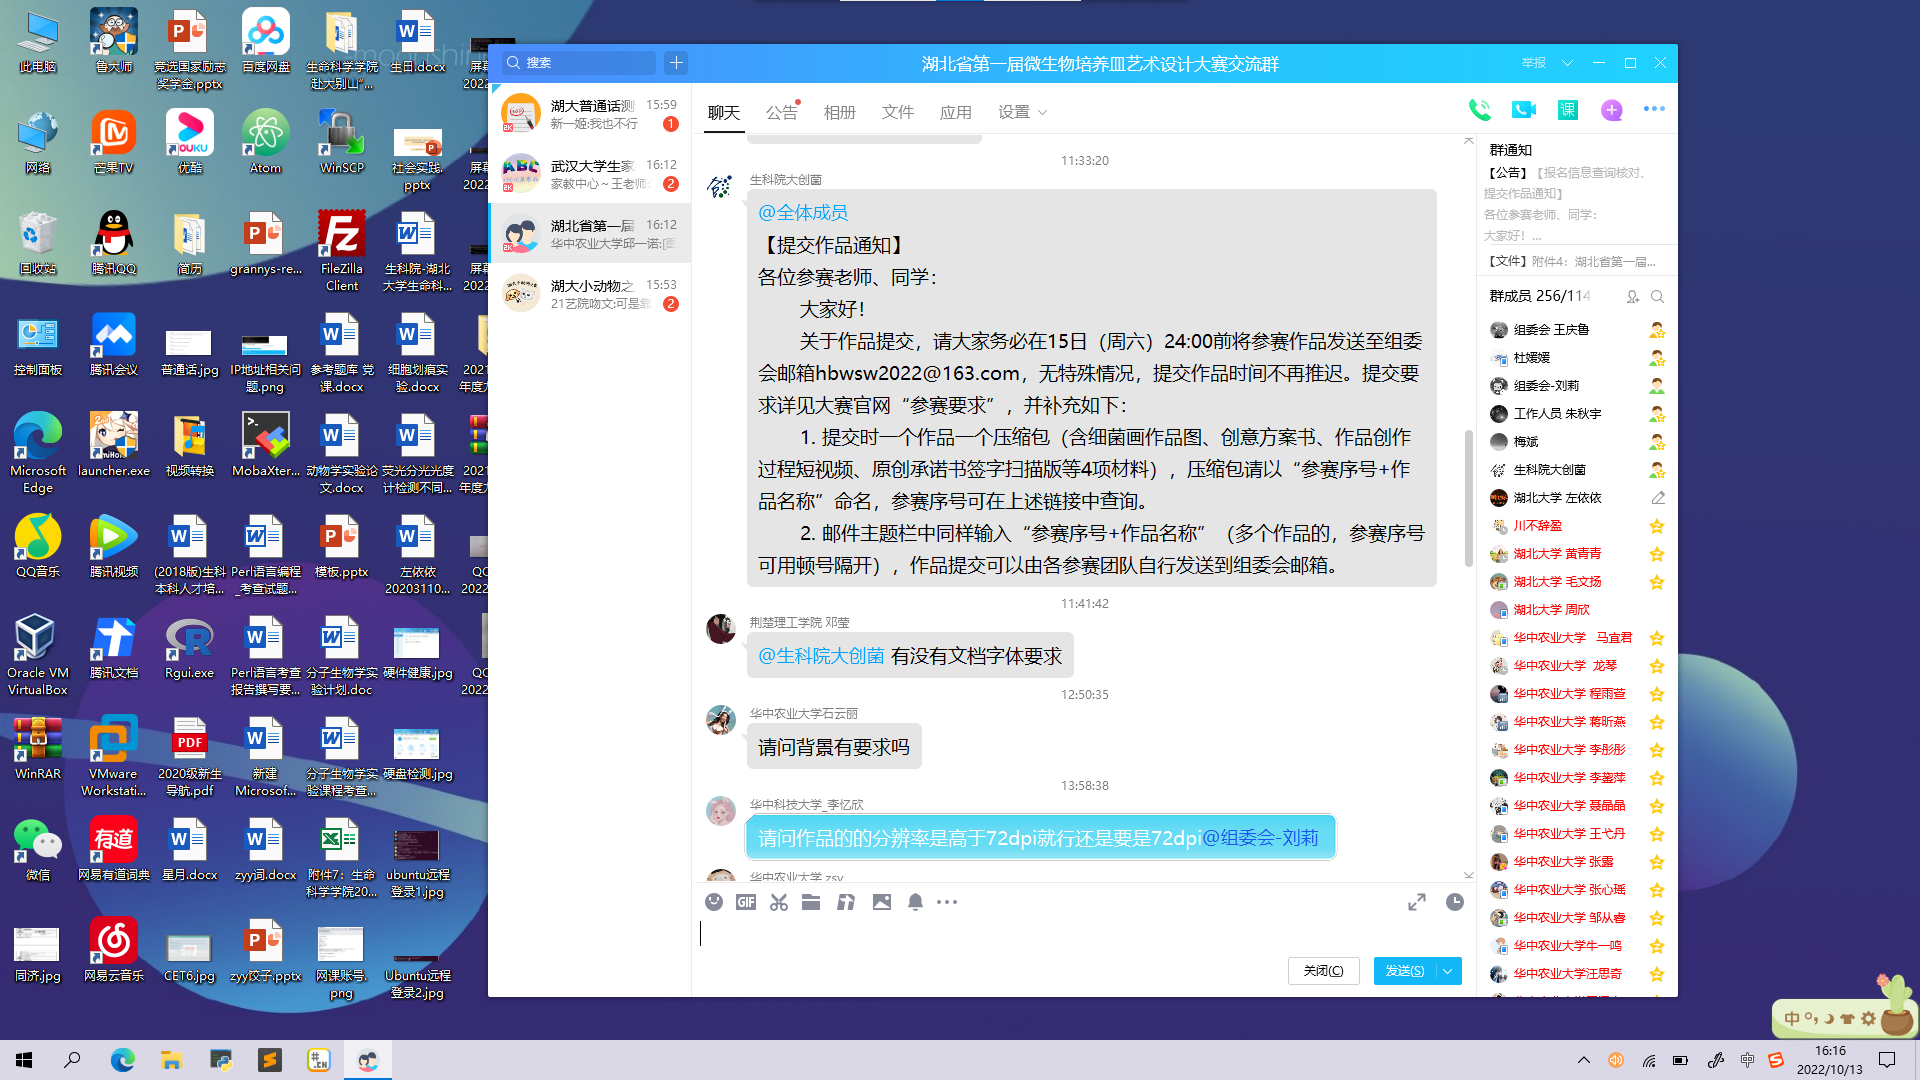 此电脑
鲁大师
竞选国家励志
奖学金.pptx
百度网盘
生命科学学院
赴大别山“...
生日.docx
网络
芒果TV
优酷
Atom
WinSCP
社会实践.
pptx
回收站
腾讯QQ
简历
grannys-re...
FileZilla
Client
生科院-湖北
大学生命科...
控制面板
腾讯会议
普通话.jpg
IP地址相关问
题.png
参考题库 党
课.docx
细胞划痕实
验.docx
Microsoft
Edge
launcher.exe
视频转换
MobaXter...
动物学实验论
文.docx
荧光分光光度
计检测不同...
QQ音乐
腾讯视频
(2018版)生科
本科人才培...
Perl语言编程
_考查试题...
模板.pptx
左依依
20203110...
Oracle VM
VirtualBox
腾讯文档
Rgui.exe
Perl语言考查
报告撰写要...
分子生物学实
验计划.doc
硬件健康.jpg
WinRAR
VMware
Workstati...
2020级新生
导航.pdf
新建
Microsof...
分子生物学实
验课程考查...
硬盘检测.jpg
微信
网易有道词典
星月.docx
zyy词.docx
附件7：生命
科学学院20...
ubuntu远程
登录1.jpg
同济.jpg
网易云音乐
CET6.jpg
zyy饺子.pptx
网课账号.
png
Ubuntu远程
登录2.jpg
搜索
湖北省第一届微生物培养皿艺术设计大赛交流群
举报
湖大普通话测
15:59
新一姬:我也不行
1
武汉大学生家
16:12
家教中心～王老师:
2
湖北省第一届
16:12
华中农业大学邱一诺:[图
湖大小动物之
15:53
21艺院吻文:可是靠
2
聊天
公告
相册
文件
应用
设置
11:33:20
生科院大创菌
@全体成员
【提交作品通知】
各位参赛老师、同学：
大家好！
关于作品提交，请大家务必在15日（周六）24:00前将参赛作品发送至组委
会邮箱hbwsw2022@163.com，无特殊情况，提交作品时间不再推迟。提交要
求详见大赛官网“参赛要求”，并补充如下：
1. 提交时一个作品一个压缩包（含细菌画作品图、创意方案书、作品创作
过程短视频、原创承诺书签字扫描版等4项材料），压缩包请以“参赛序号+作
品名称”命名，参赛序号可在上述链接中查询。
2. 邮件主题栏中同样输入“参赛序号+作品名称”（多个作品的，参赛序号
可用顿号隔开），作品提交可以由各参赛团队自行发送到组委会邮箱。
11:41:42
荆楚理工学院 邓莹
@生科院大创菌 有没有文档字体要求
12:50:35
华中农业大学石云丽
请问背景有要求吗
13:58:38
华中科技大学_李忆欣
请问作品的的分辨率是高于72dpi就行还是要是72dpi@组委会-刘莉
华中农业大学 zsy
关闭(C)
发送(S)
群通知
【公告】【报名信息查询核对、
提交作品通知】
各位参赛老师、同学：
大家好！...
【文件】附件4：湖北省第一届...
群成员 256/114
组委会 王庆鲁
杜媛媛
组委会-刘莉
工作人员 朱秋宇
梅斌
生科院大创菌
湖北大学 左依依
川不辞盈
湖北大学 黄青青
湖北大学 毛文扬
湖北大学 周欣
华中农业大学 马宜君
华中农业大学 龙琴
华中农业大学 程雨萱
华中农业大学 蒋昕燕
华中农业大学 李彤彤
华中农业大学 李鎏萍
华中农业大学 聂晶晶
华中农业大学 王弋丹
华中农业大学 张露
华中农业大学 张心瑶
华中农业大学 邹从睿
华中农业大学牛一鸣
华中农业大学汪思奇
中
16:16
2022/10/13